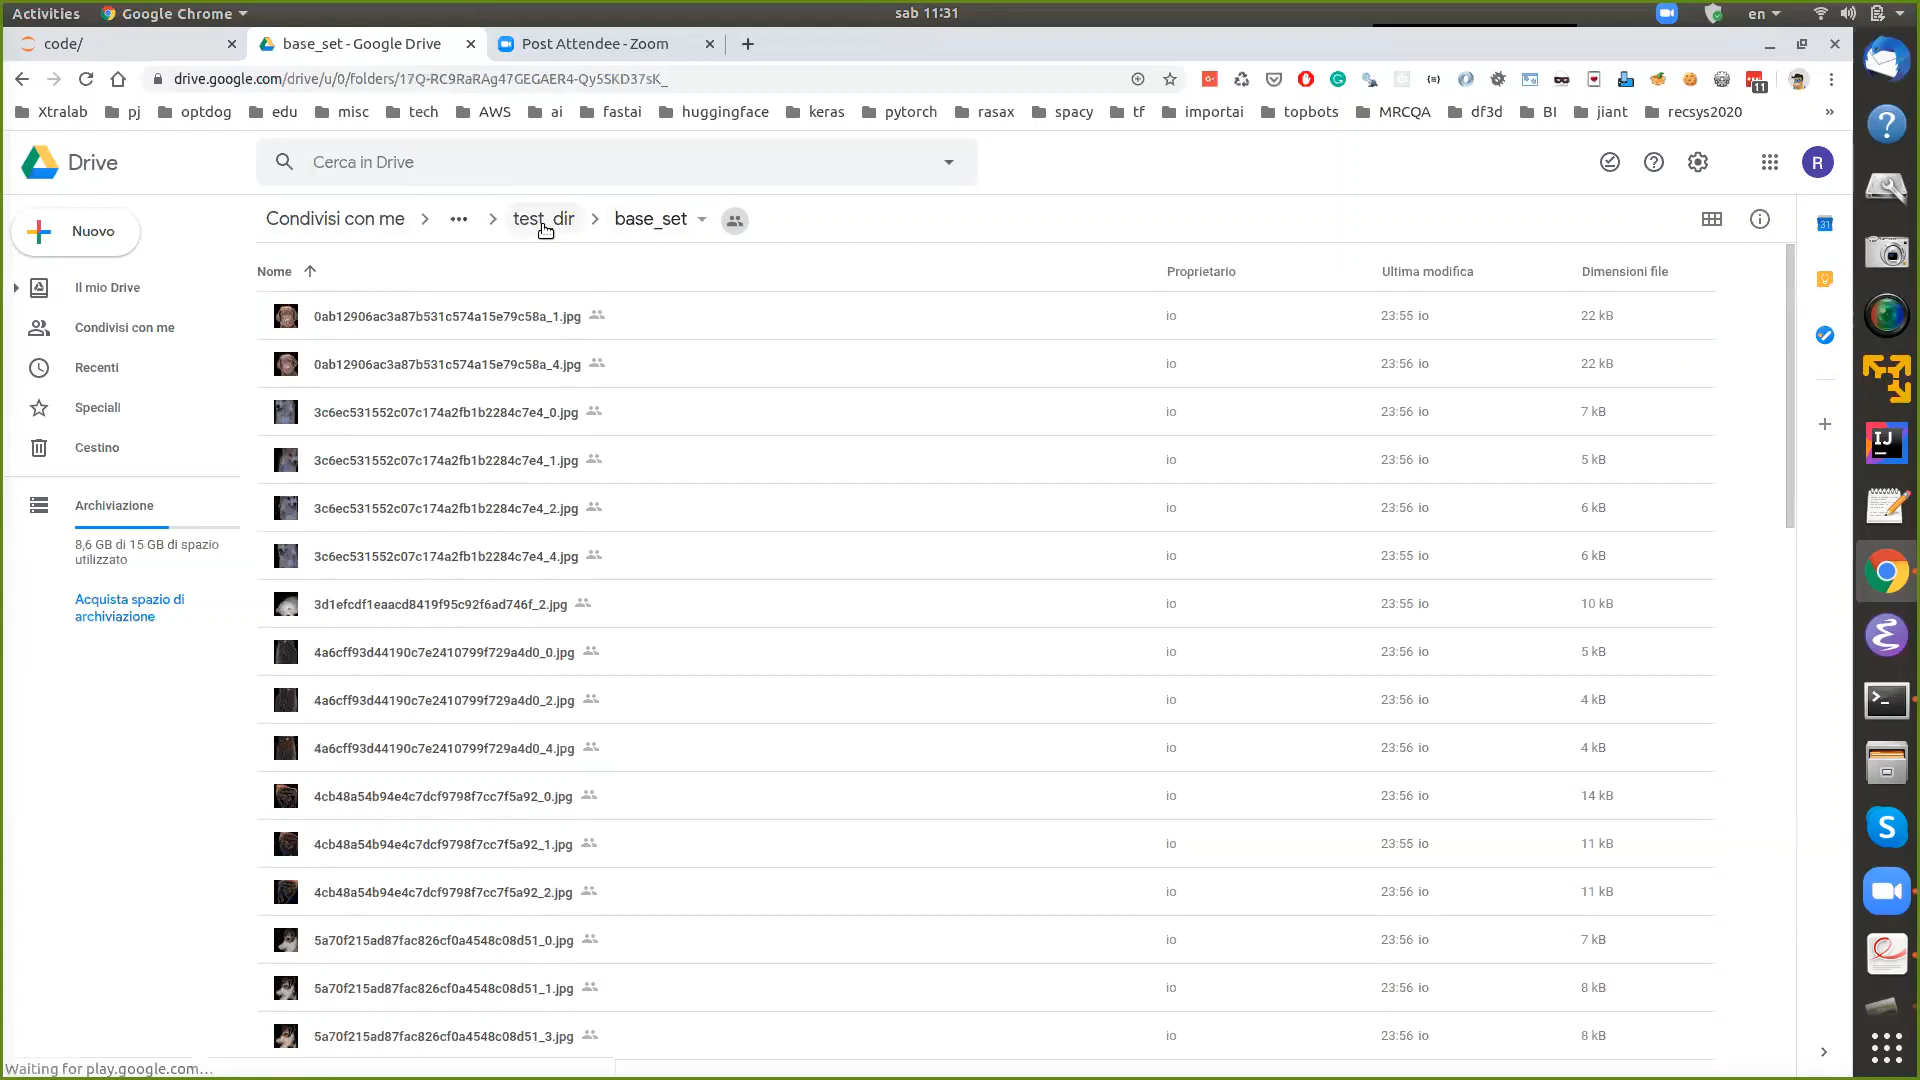 Activities Google Chrome sab 11:31 en
code/ base_set - Google Drive Post Attendee - Zoom
drive.google.com/drive/u/0/folders/17Q-RC9RaRAg47GEGAER4-Qy5SKD37sK_ 11
Xtralab pj optdog edu misc tech AWS ai fastai huggingface keras pytorch rasax spacy tf importai topbots MRCQA df3d BI jiant recsys2020 »
Drive Cerca in Drive R
Nuovo Condivisi con me ••• test_dir base_set
Nome Proprietario Ultima modifica Dimensioni file
Il mio Drive
Condivisi con me
Recenti
Speciali
Cestino
Archiviazione
8,6 GB di 15 GB di spazio
utilizzato
Acquista spazio di
archiviazione
0ab12906ac3a87b531c574a15e79c58a_1.jpg io 23:55 io 22 kB
0ab12906ac3a87b531c574a15e79c58a_4.jpg io 23:56 io 22 kB
3c6ec531552c07c174a2fb1b2284c7e4_0.jpg io 23:56 io 7 kB
3c6ec531552c07c174a2fb1b2284c7e4_1.jpg io 23:56 io 5 kB
3c6ec531552c07c174a2fb1b2284c7e4_2.jpg io 23:56 io 6 kB
3c6ec531552c07c174a2fb1b2284c7e4_4.jpg io 23:55 io 6 kB
3d1efcdf1eaacd8419f95c92f6ad746f_2.jpg io 23:55 io 10 kB
4a6cff93d44190c7e2410799f729a4d0_0.jpg io 23:56 io 5 kB
4a6cff93d44190c7e2410799f729a4d0_2.jpg io 23:56 io 4 kB
4a6cff93d44190c7e2410799f729a4d0_4.jpg io 23:56 io 4 kB
4cb48a54b94e4c7dcf9798f7cc7f5a92_0.jpg io 23:56 io 14 kB
4cb48a54b94e4c7dcf9798f7cc7f5a92_1.jpg io 23:55 io 11 kB
4cb48a54b94e4c7dcf9798f7cc7f5a92_2.jpg io 23:56 io 11 kB
5a70f215ad87fac826cf0a4548c08d51_0.jpg io 23:56 io 7 kB
5a70f215ad87fac826cf0a4548c08d51_1.jpg io 23:56 io 8 kB
5a70f215ad87fac826cf0a4548c08d51_3.jpg io 23:56 io 8 kB
Waiting for play.google.com...
31
IJ